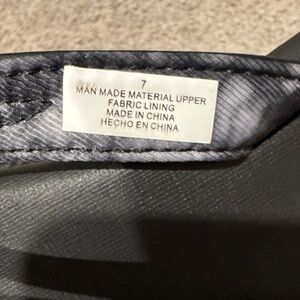 7
MAN MADE MATERIAL UPPER
FABRIC LINING
MADE IN CHINA
HECHO EN CHINA